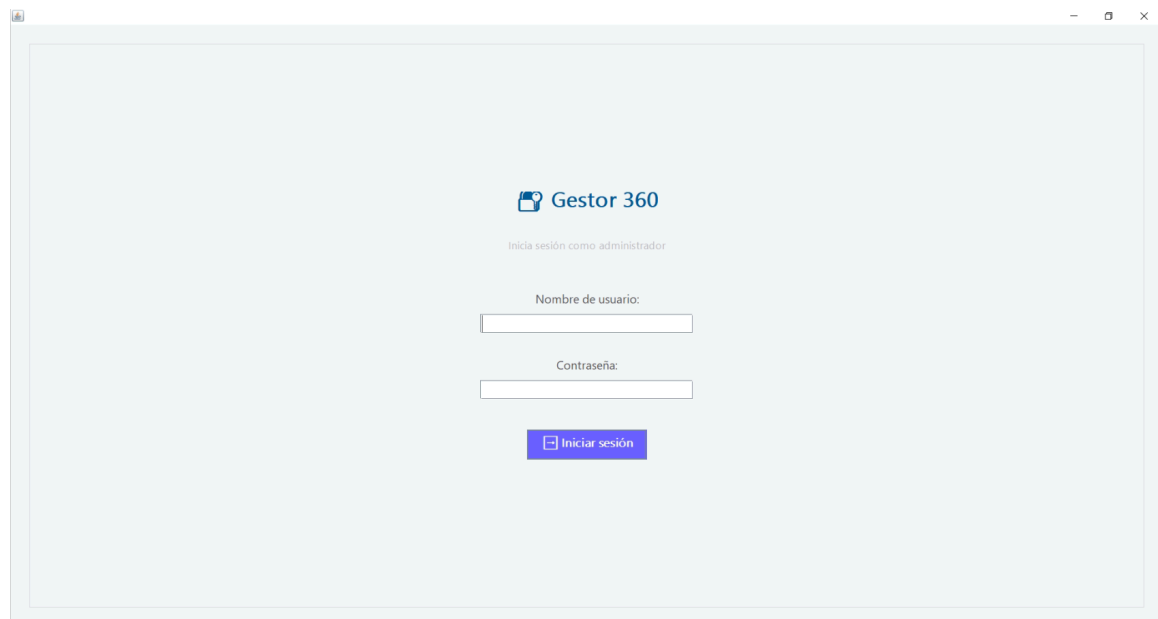 Gestor 360
Inicia sesión como administrador
Nombre de usuario:
Contraseña:
Iniciar sesión